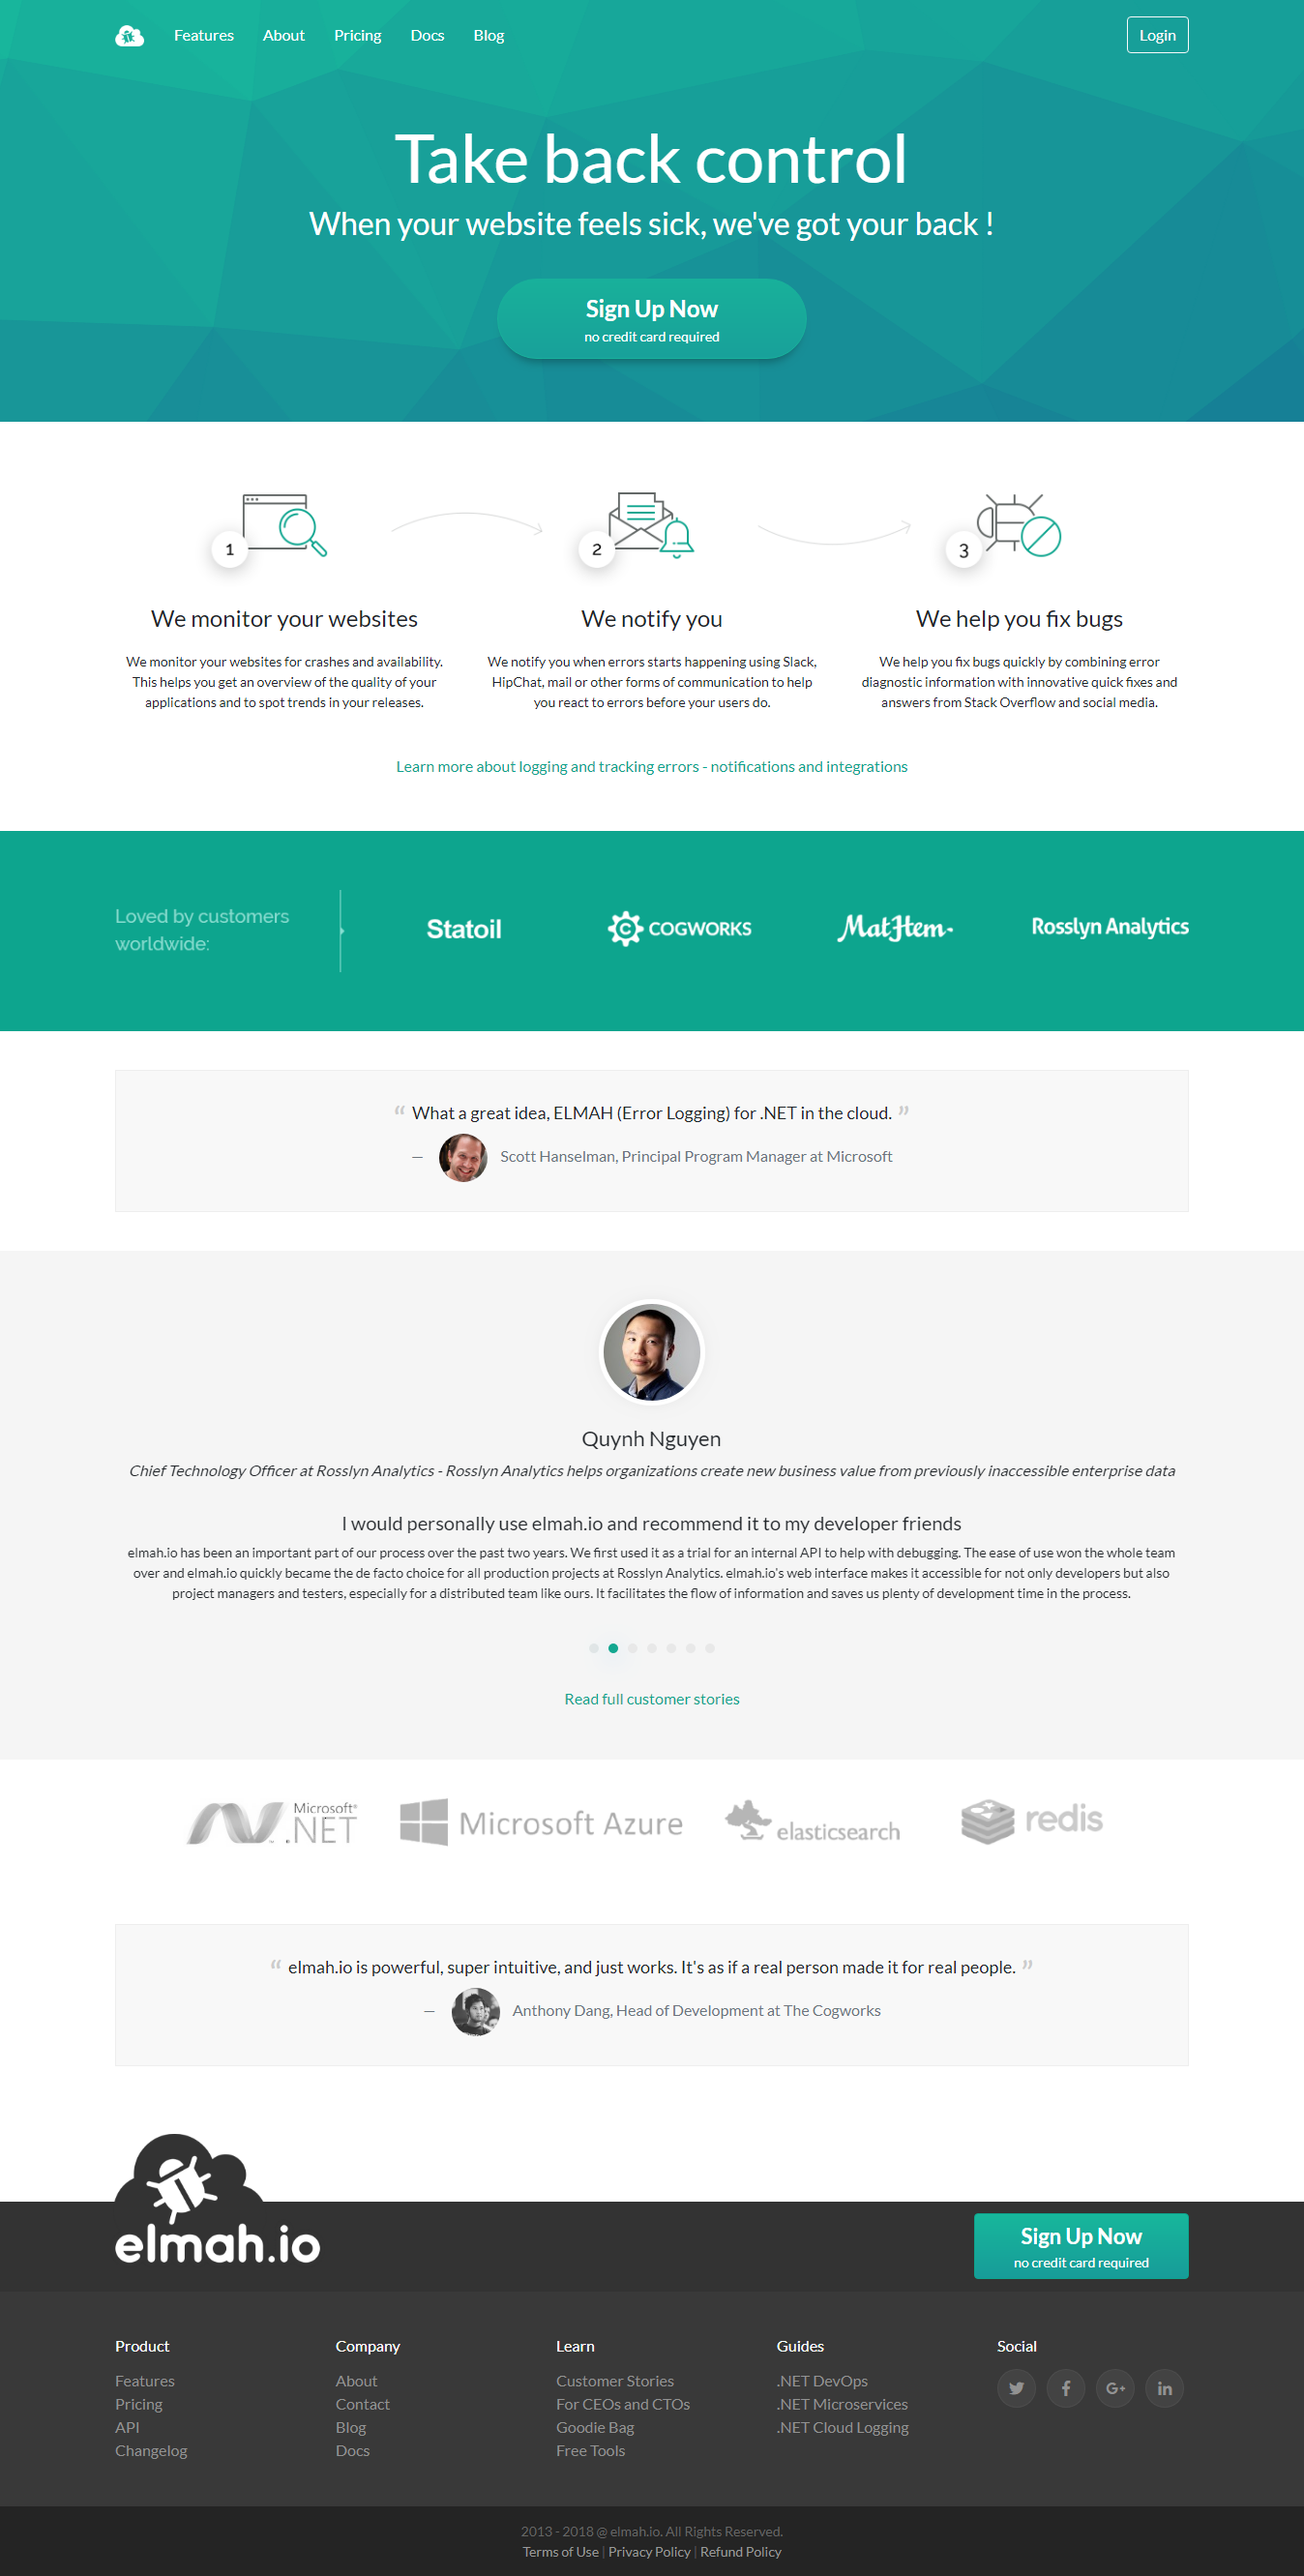 Features About Pricing Docs Blog Login
Take back control
When your website feels sick, we've got your back !
Sign Up Now
no credit card required
1
2
3
We monitor your websites
We monitor your websites for crashes and availability.
This helps you get an overview of the quality of your
applications and to spot trends in your releases.
We notify you
We notify you when errors starts happening using Slack,
HipChat, mail or other forms of communication to help
you react to errors before your users do.
We help you fix bugs
We help you fix bugs quickly by combining error
diagnostic information with innovative quick fixes and
answers from Stack Overflow and social media.
Learn more about logging and tracking errors - notifications and integrations
Loved by customers
worldwide:
Statoil
COGWORKS
MatHem
Rosslyn Analytics
“ What a great idea, ELMAH (Error Logging) for .NET in the cloud. ”
— Scott Hanselman, Principal Program Manager at Microsoft
Quynh Nguyen
Chief Technology Officer at Rosslyn Analytics - Rosslyn Analytics helps organizations create new business value from previously inaccessible enterprise data
I would personally use elmah.io and recommend it to my developer friends
elmah.io has been an important part of our process over the past two years. We first used it as a trial for an internal API to help with debugging. The ease of use won the whole team
over and elmah.io quickly became the de facto choice for all production projects at Rosslyn Analytics. elmah.io's web interface makes it accessible for not only developers but also
project managers and testers, especially for a distributed team like ours. It facilitates the flow of information and saves us plenty of development time in the process.
Read full customer stories
Microsoft®
.NET
Microsoft Azure
elasticsearch
redis
“ elmah.io is powerful, super intuitive, and just works. It's as if a real person made it for real people. ”
— Anthony Dang, Head of Development at The Cogworks
elmah.io
Sign Up Now
no credit card required
Product
Features
Pricing
API
Changelog
Company
About
Contact
Blog
Docs
Learn
Customer Stories
For CEOs and CTOs
Goodie Bag
Free Tools
Guides
.NET DevOps
.NET Microservices
.NET Cloud Logging
Social
2013 - 2018 @ elmah.io. All Rights Reserved.
Terms of Use | Privacy Policy | Refund Policy